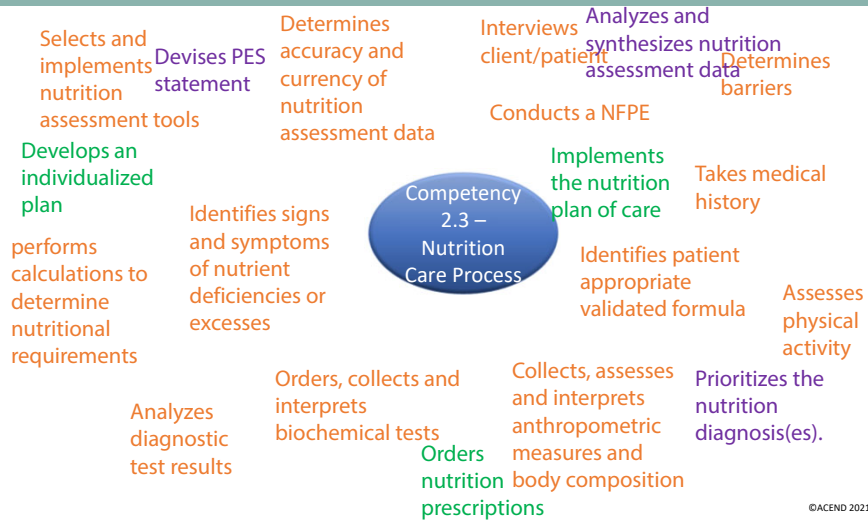 Selects and
implements
nutrition
assessment tools
Devises PES
statement
Determines
accuracy and
currency of
nutrition
assessment data
Interviews
client/patient
Analyzes and
synthesizes nutrition
assessment data
Determines
barriers
Conducts a NFPE
Develops an
individualized
plan
Identifies signs
and symptoms
of nutrient
deficiencies or
excesses
Competency
2.3 –
Nutrition
Care Process
Implements
the nutrition
plan of care
Takes medical
history
performs
calculations to
determine
nutritional
requirements
Identifies patient
appropriate
validated formula
Assesses
physical
activity
Analyzes
diagnostic
test results
Orders, collects and
interprets
biochemical tests
Orders
nutrition
prescriptions
Collects, assesses
and interprets
anthropometric
measures and
body composition
Prioritizes the
nutrition
diagnosis(es).
©ACEND 2021